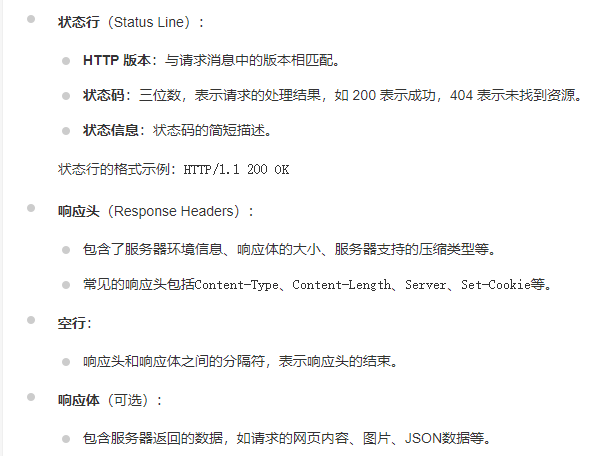 状态行（Status Line）：
HTTP 版本：与请求消息中的版本相匹配。
状态码：三位数，表示请求的处理结果，如 200 表示成功，404 表示未找到资源。
状态信息：状态码的简短描述。
状态行的格式示例：HTTP/1.1 200 OK
响应头（Response Headers）：
包含了服务器环境信息、响应体的大小、服务器支持的压缩类型等。
常见的响应头包括Content-Type、Content-Length、Server、Set-Cookie等。
空行：
响应头和响应体之间的分隔符，表示响应头的结束。
响应体（可选）：
包含服务器返回的数据，如请求的网页内容、图片、JSON数据等。